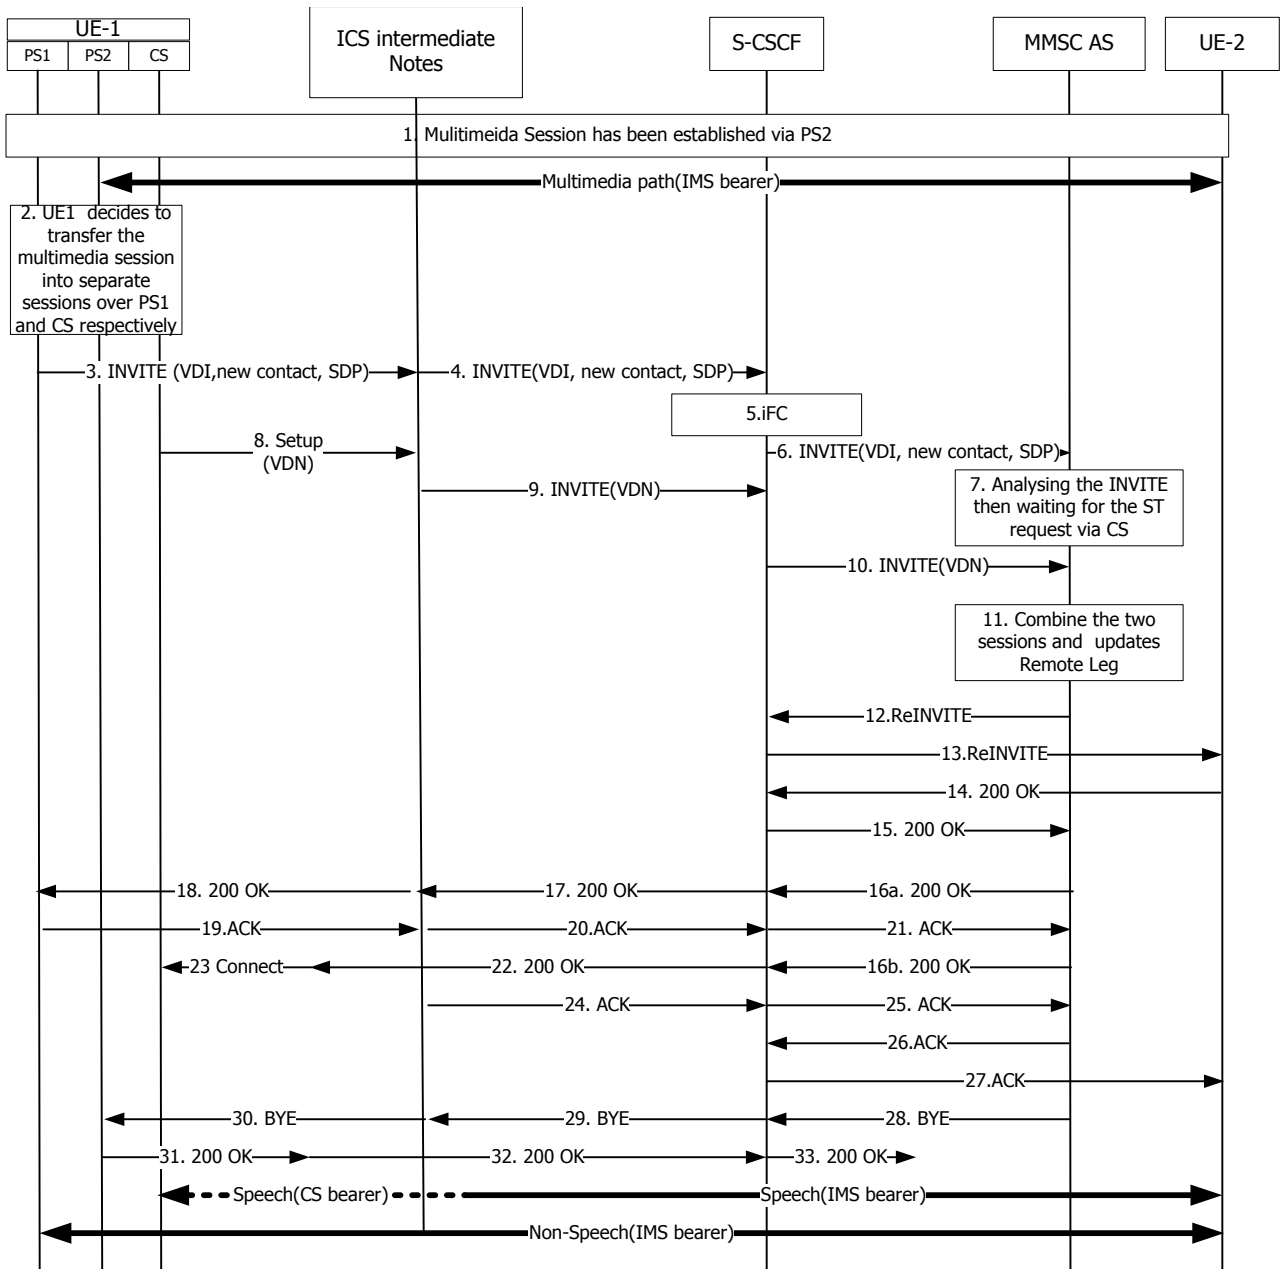 UE-1
PS1 PS2 CS
ICS intermediate
Notes
S-CSCF
MMSC AS
UE-2
1. Mulitimeida Session has been established via PS2
Multimedia path(IMS bearer)
2. UE1 decides to
transfer the
multimedia session
into separate
sessions over PS1
and CS respectively
3. INVITE (VDI,new contact, SDP)
4. INVITE(VDI, new contact, SDP)
5.iFC
8. Setup
(VDN)
6. INVITE(VDI, new contact, SDP)
9. INVITE(VDN)
7. Analysing the INVITE
then waiting for the ST
request via CS
10. INVITE(VDN)
11. Combine the two
sessions and updates
Remote Leg
12.ReINVITE
13.ReINVITE
14. 200 OK
15. 200 OK
18. 200 OK
17. 200 OK
16a. 200 OK
19.ACK
20.ACK
21. ACK
23 Connect
22. 200 OK
16b. 200 OK
24. ACK
25. ACK
26.ACK
27.ACK
30. BYE
29. BYE
28. BYE
31. 200 OK
32. 200 OK
33. 200 OK
Speech(CS bearer)
Speech(IMS bearer)
Non-Speech(IMS bearer)